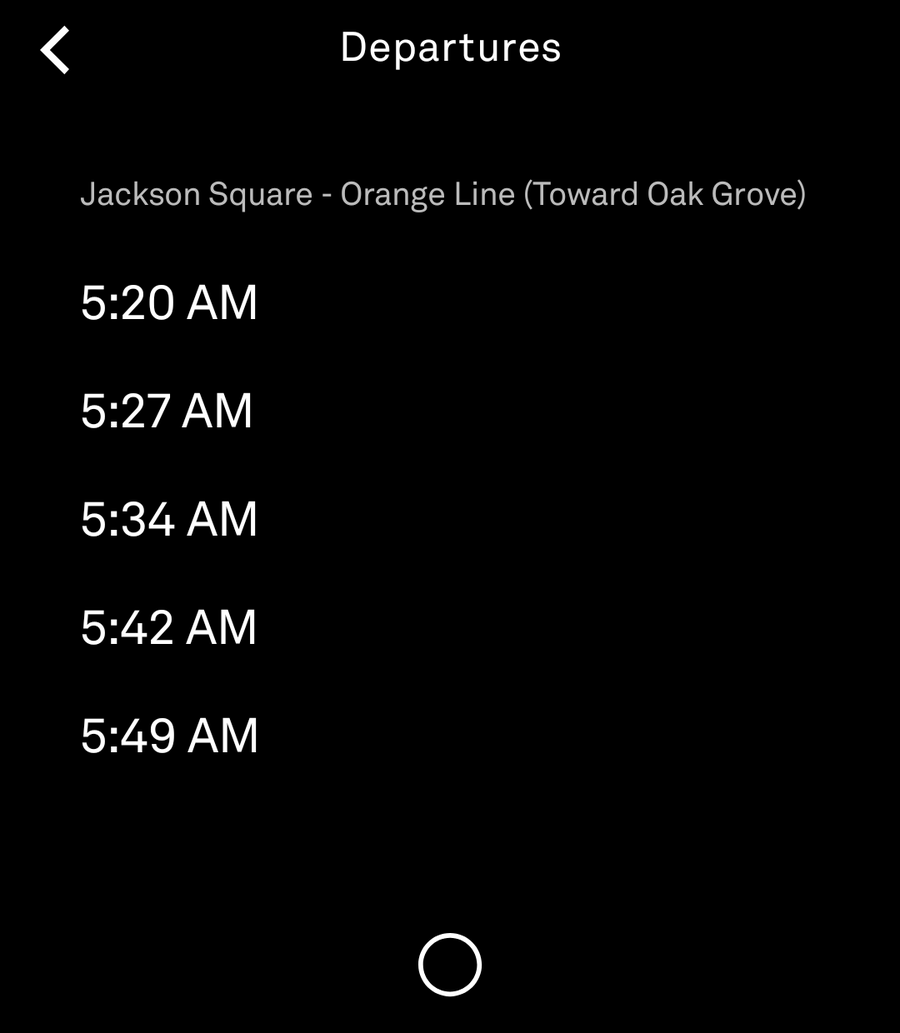 Departures
Jackson Square - Orange Line (Toward Oak Grove)
5:20 AM
5:27 AM
5:34 AM
5:42 AM
5:49 AM